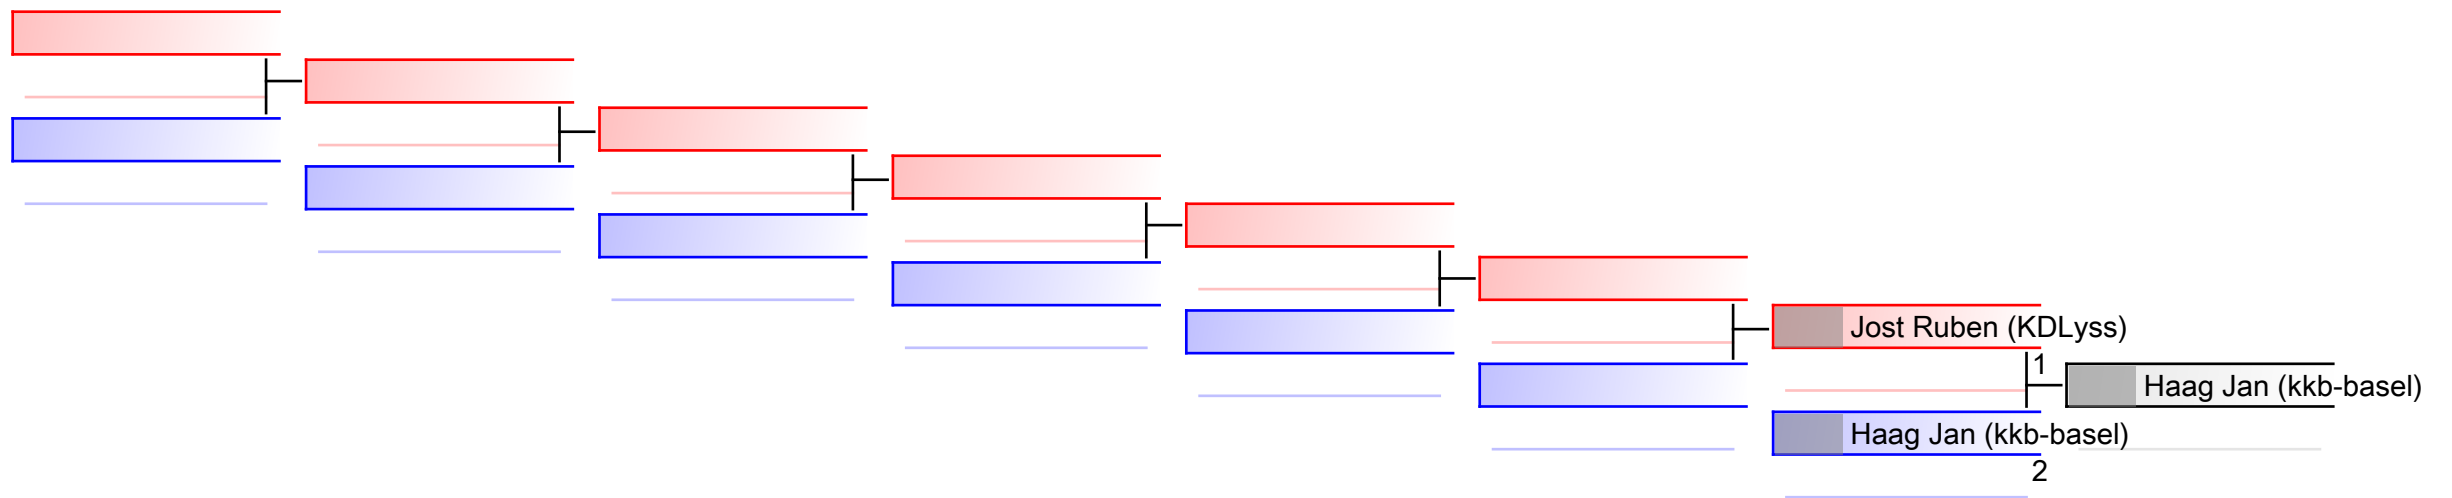 Jost Ruben (KDLyss)
1
Haag Jan (kkb-basel)
Haag Jan (kkb-basel)
2